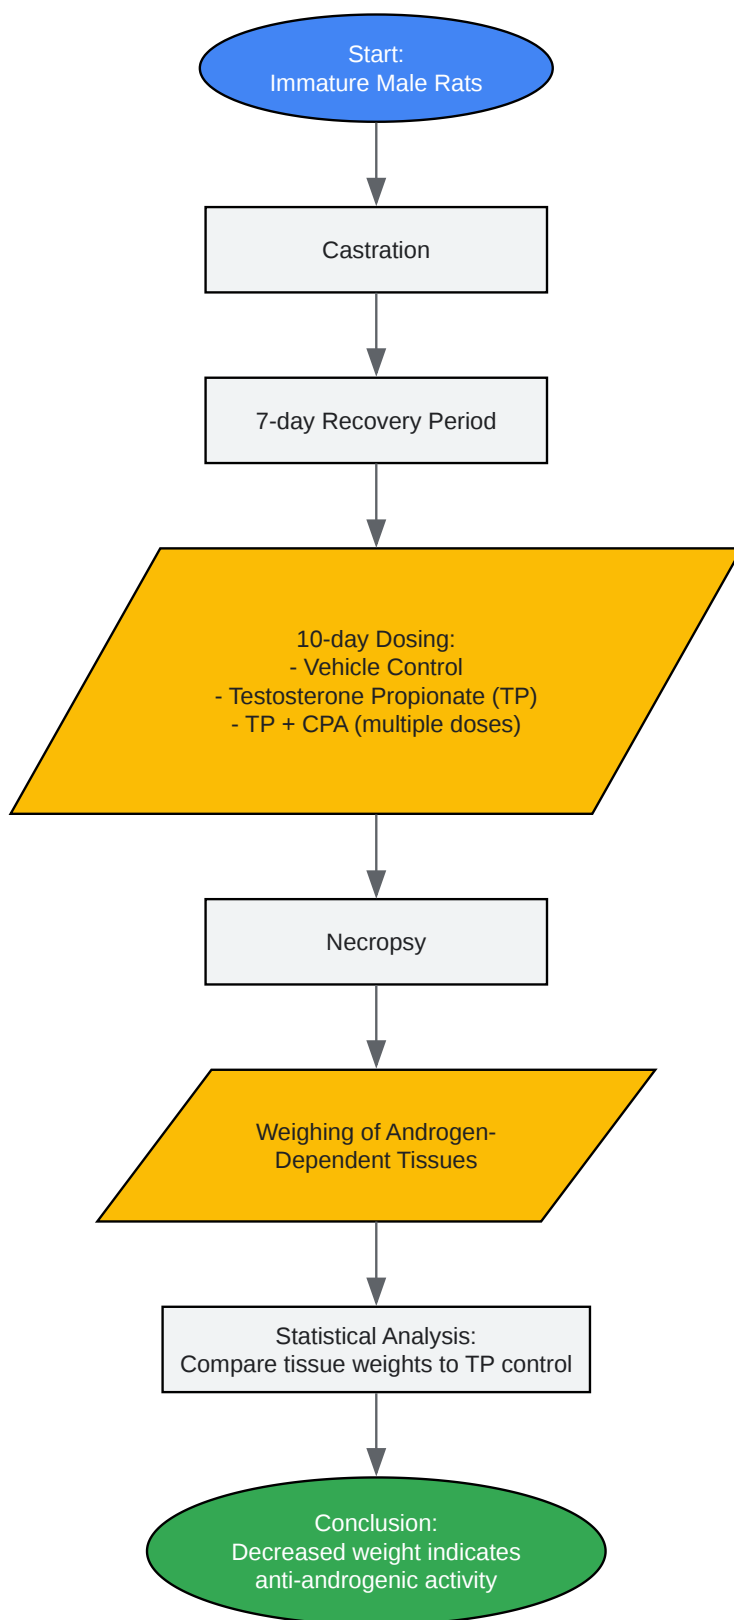 Start:
Immature Male Rats
Castration
7-day Recovery Period
10-day Dosing:
- Vehicle Control
- Testosterone Propionate (TP)
- TP + CPA (multiple doses)
Necropsy
Weighing of Androgen-
Dependent Tissues
Statistical Analysis:
Compare tissue weights to TP control
Conclusion:
Decreased weight indicates
anti-androgenic activity